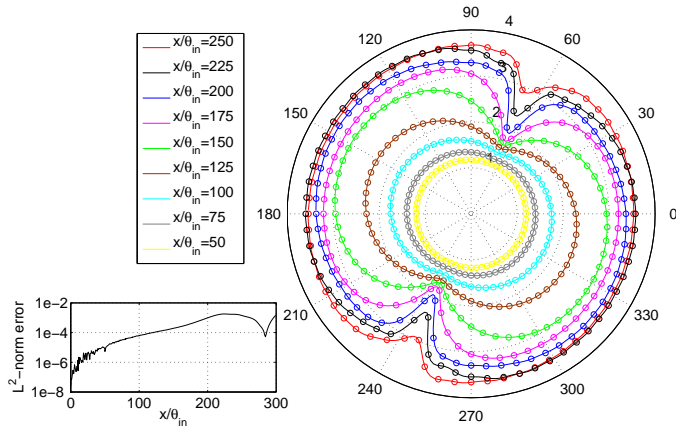 x/θin=250
x/θin=225
x/θin=200
x/θin=175
x/θin=150
x/θin=125
x/θin=100
x/θin=75
x/θin=50
90
4
120
60
3
150
30
2
1
180
0
210
330
240
300
270
L2−norm error
1e−2
1e−4
1e−6
1e−8
0 100 200 300
x/θin